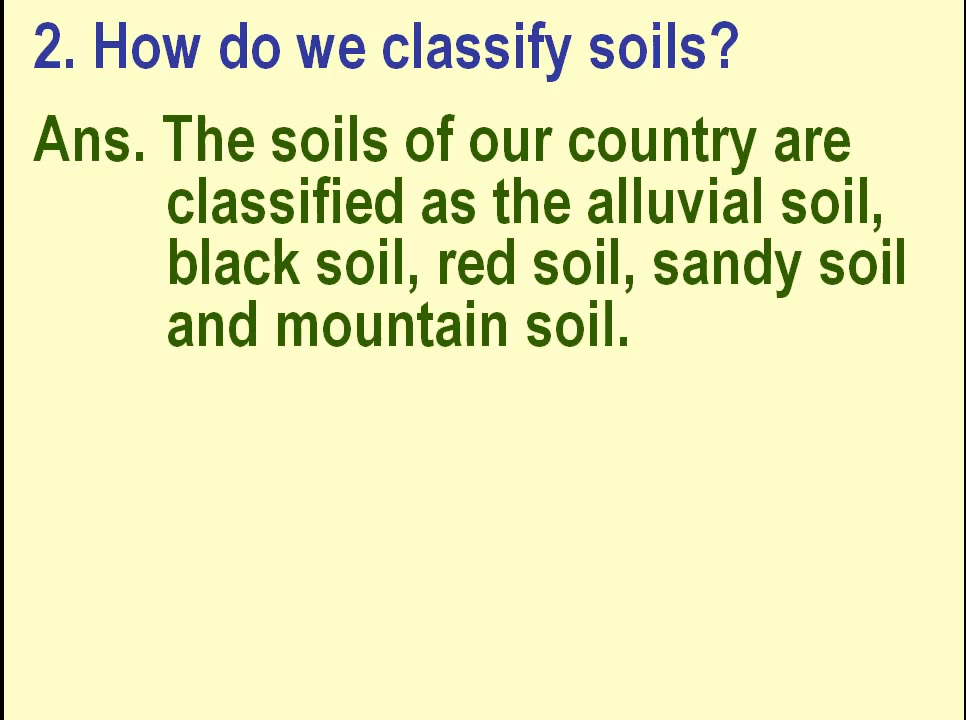 2. How do we classify soils?
Ans. The soils of our country are
classified as the alluvial soil,
black soil, red soil, sandy soil
and mountain soil.